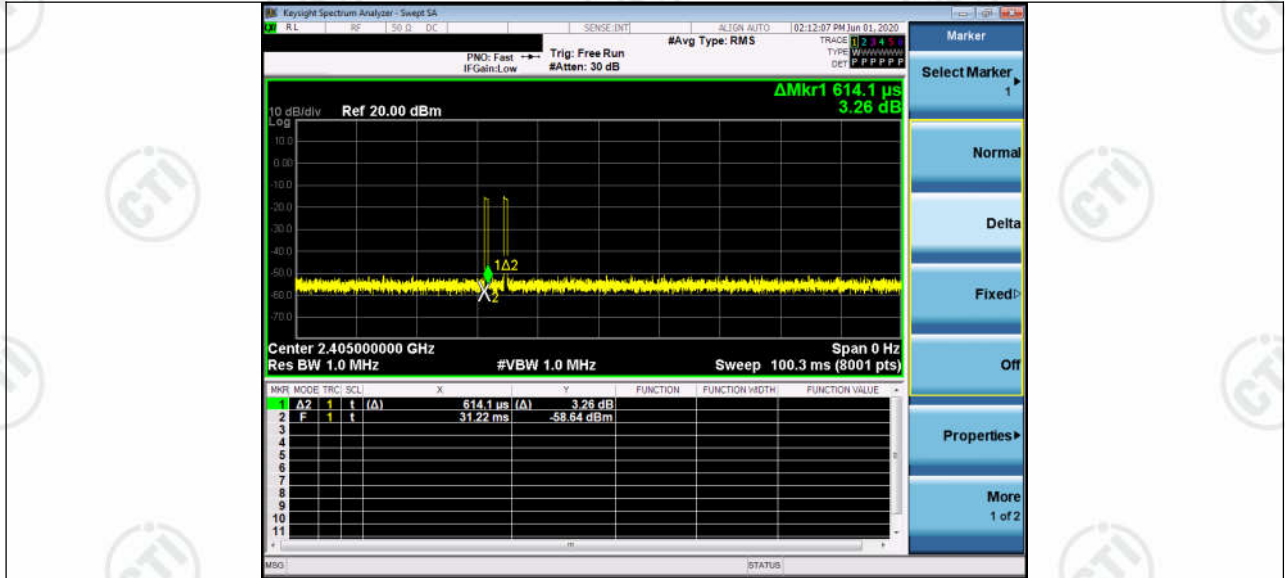 Keysight Spectrum Analyzer - Swept SA
RL RF 50 Ω DC SENSE:INT ALIGN AUTO 02:12:07 PM Jun 01, 2020
#Avg Type: RMS
TRACE 1 2 3 4 5 6
PNO: Fast Trig: Free Run TYPE WWWWWW
IFGain:Low #Atten: 30 dB DET P P P P P P
ΔMkr1 614.1 µs
3.26 dB
10 dB/div Ref 20.00 dBm
Log
10.0
0.00
-10.0
-20.0
-30.0
-40.0
-50.0
-60.0
-70.0
1Δ2
X2
Center 2.405000000 GHz Span 0 Hz
Res BW 1.0 MHz #VBW 1.0 MHz Sweep 100.3 ms (8001 pts)
MKR MODE TRC SCL X Y FUNCTION FUNCTION WIDTH FUNCTION VALUE
1 Δ2 1 t (Δ) 614.1 µs (Δ) 3.26 dB
2 F 1 t 31.22 ms -58.64 dBm
3
4
5
6
7
8
9
10
11
MSG STATUS
Marker
Select Marker
1
Normal
Delta
Fixed
Off
Properties
More
1 of 2
CTI
CTI
CTI
CTI